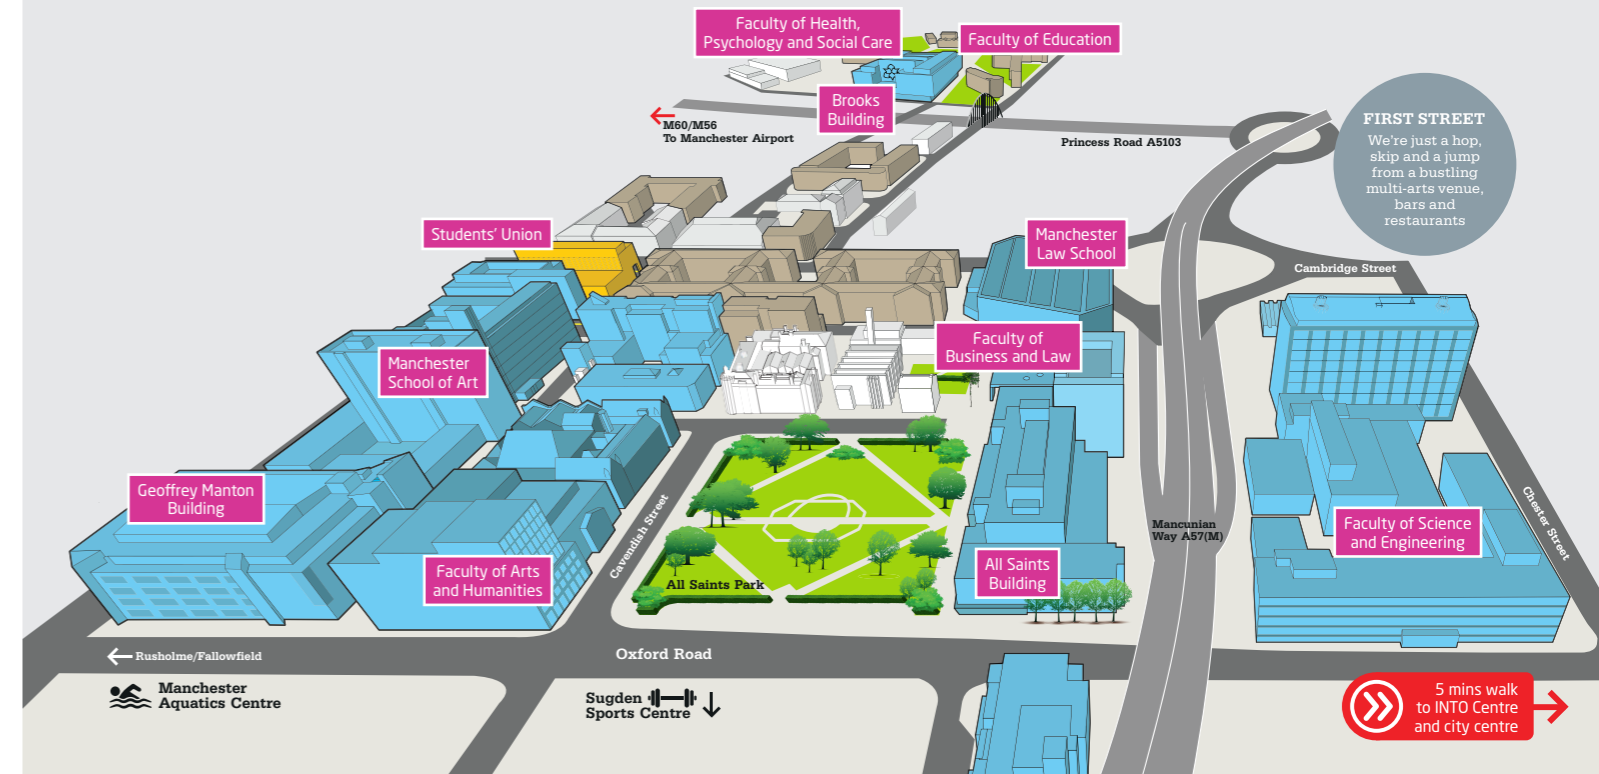 Faculty of Health,
Psychology and Social Care
Faculty of Education
Brooks
Building
M60/M56
To Manchester Airport
Princess Road A5103
FIRST STREET
We're just a hop,
skip and a jump
from a bustling
multi-arts venue,
bars and
restaurants
Students' Union
Manchester
Law School
Cambridge Street
Faculty of
Business and Law
Manchester
School of Art
Geoffrey Manton
Building
Cavendish Street
Mancunian
Way A57(M)
Faculty of Science
and Engineering
Chester Street
Faculty of Arts
and Humanities
All Saints Park
All Saints
Building
Rusholme/Fallowfield
Oxford Road
Manchester
Aquatics Centre
Sugden
Sports Centre
5 mins walk
to INTO Centre
and city centre